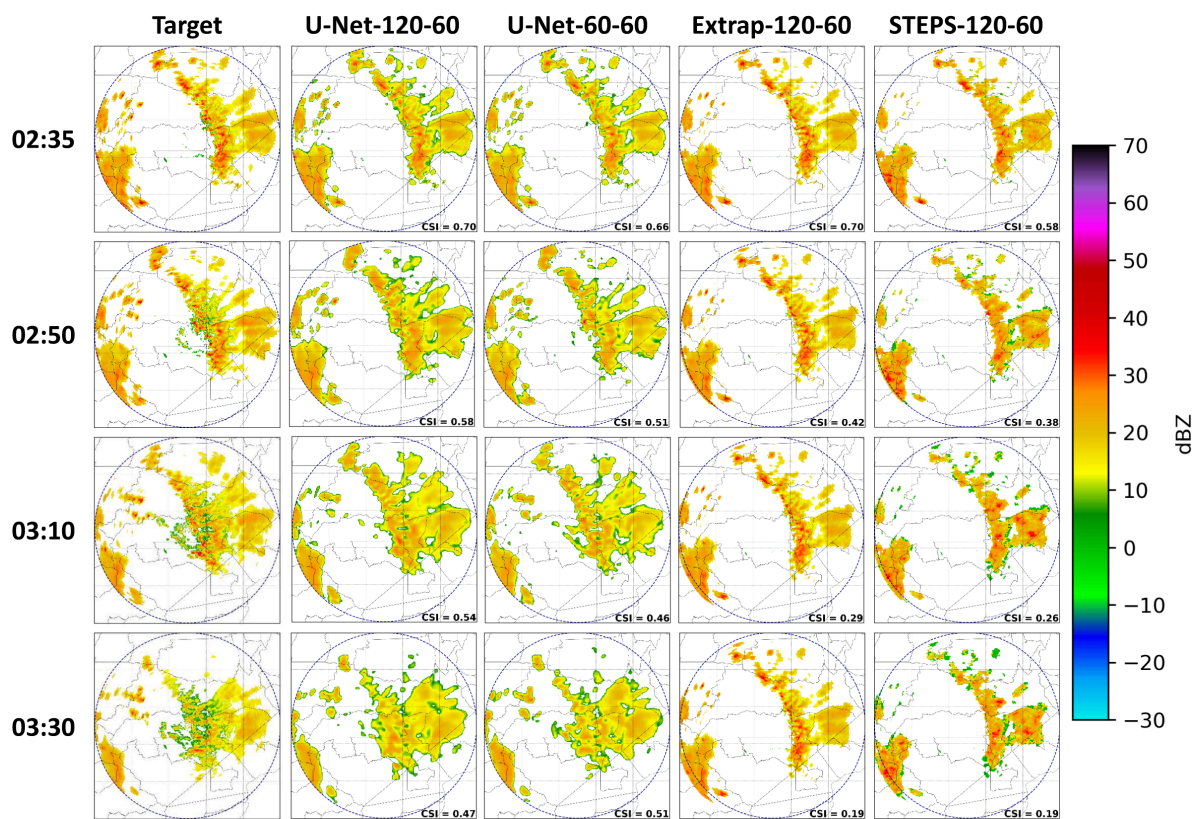 Target U-Net-120-60 U-Net-60-60 Extrap-120-60 STEPS-120-60
02:35
CSI = 0.70 CSI = 0.66 CSI = 0.70 CSI = 0.58
02:50
CSI = 0.58 CSI = 0.51 CSI = 0.42 CSI = 0.38
03:10
CSI = 0.54 CSI = 0.46 CSI = 0.29 CSI = 0.26
03:30
CSI = 0.47 CSI = 0.51 CSI = 0.19 CSI = 0.19
70
60
50
40
30
20
10
0
−10
−20
−30
dBZ